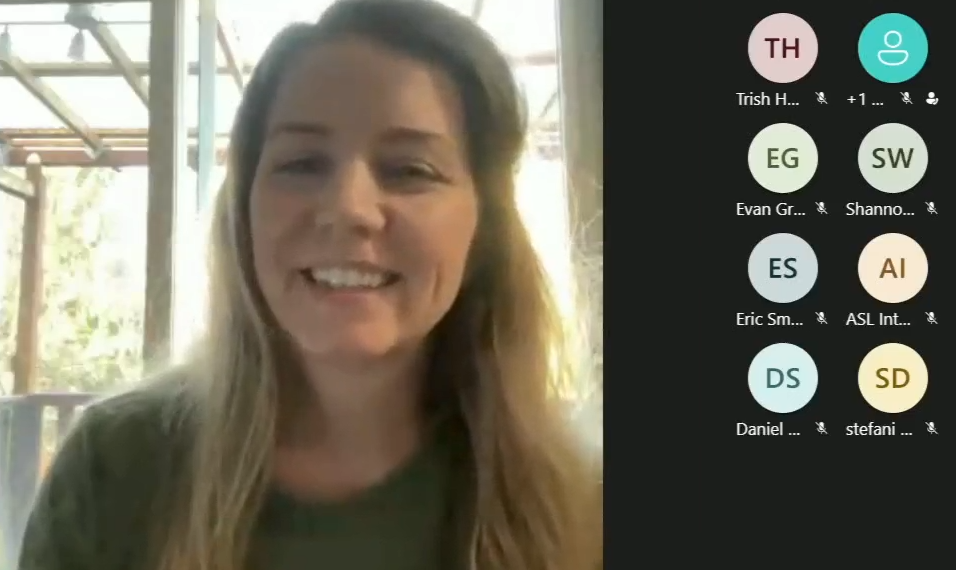 TH
Trish H...
+1 ...
EG
SW
Evan Gr...
Shanno...
ES
AI
Eric Sm...
ASL Int...
DS
SD
Daniel ...
stefani ...